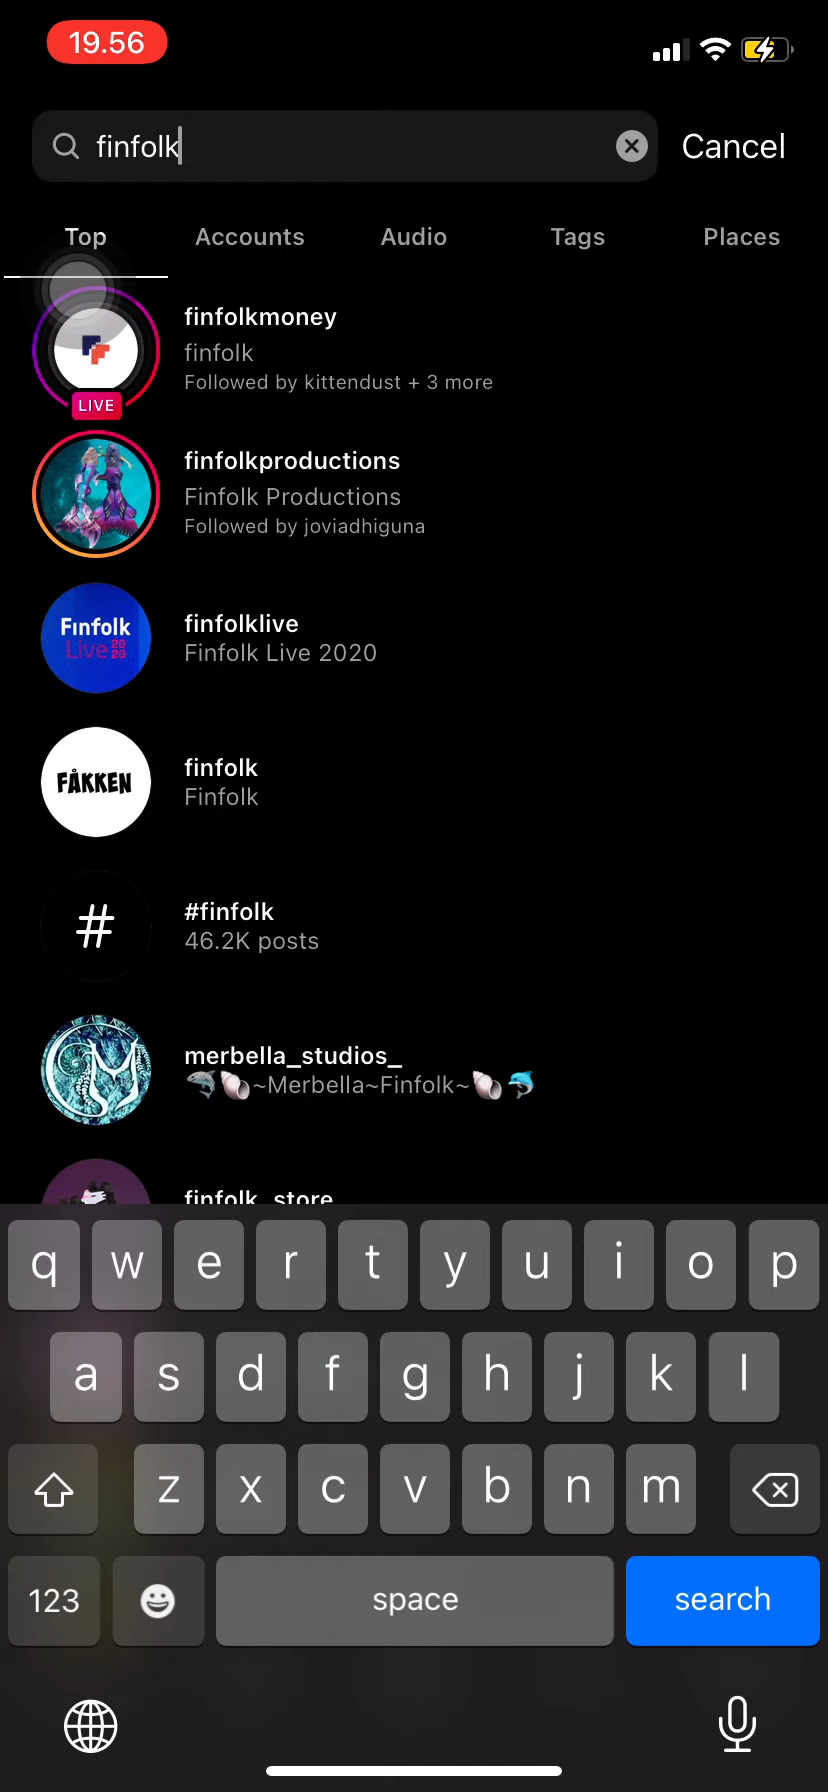 19.56
finfolk
Cancel
Top Accounts Audio Tags Places
finfolkmoney
finfolk
Followed by kittendust + 3 more
LIVE
finfolkproductions
Finfolk Productions
Followed by joviadhiguna
Finfolk
Live 2020
finfolklive
Finfolk Live 2020
FÅKKEN
finfolk
Finfolk
#
#finfolk
46.2K posts
M
merbella_studios_
🦈🐚~Merbella~Finfolk~🐚🐬
finfolk_store
q w e r t y u i o p
a s d f g h j k l
z x c v b n m
123 space search